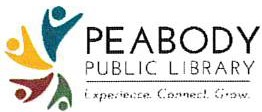 PEABODY
PUBLIC LIBRARY
Experience. Connect. Grow.